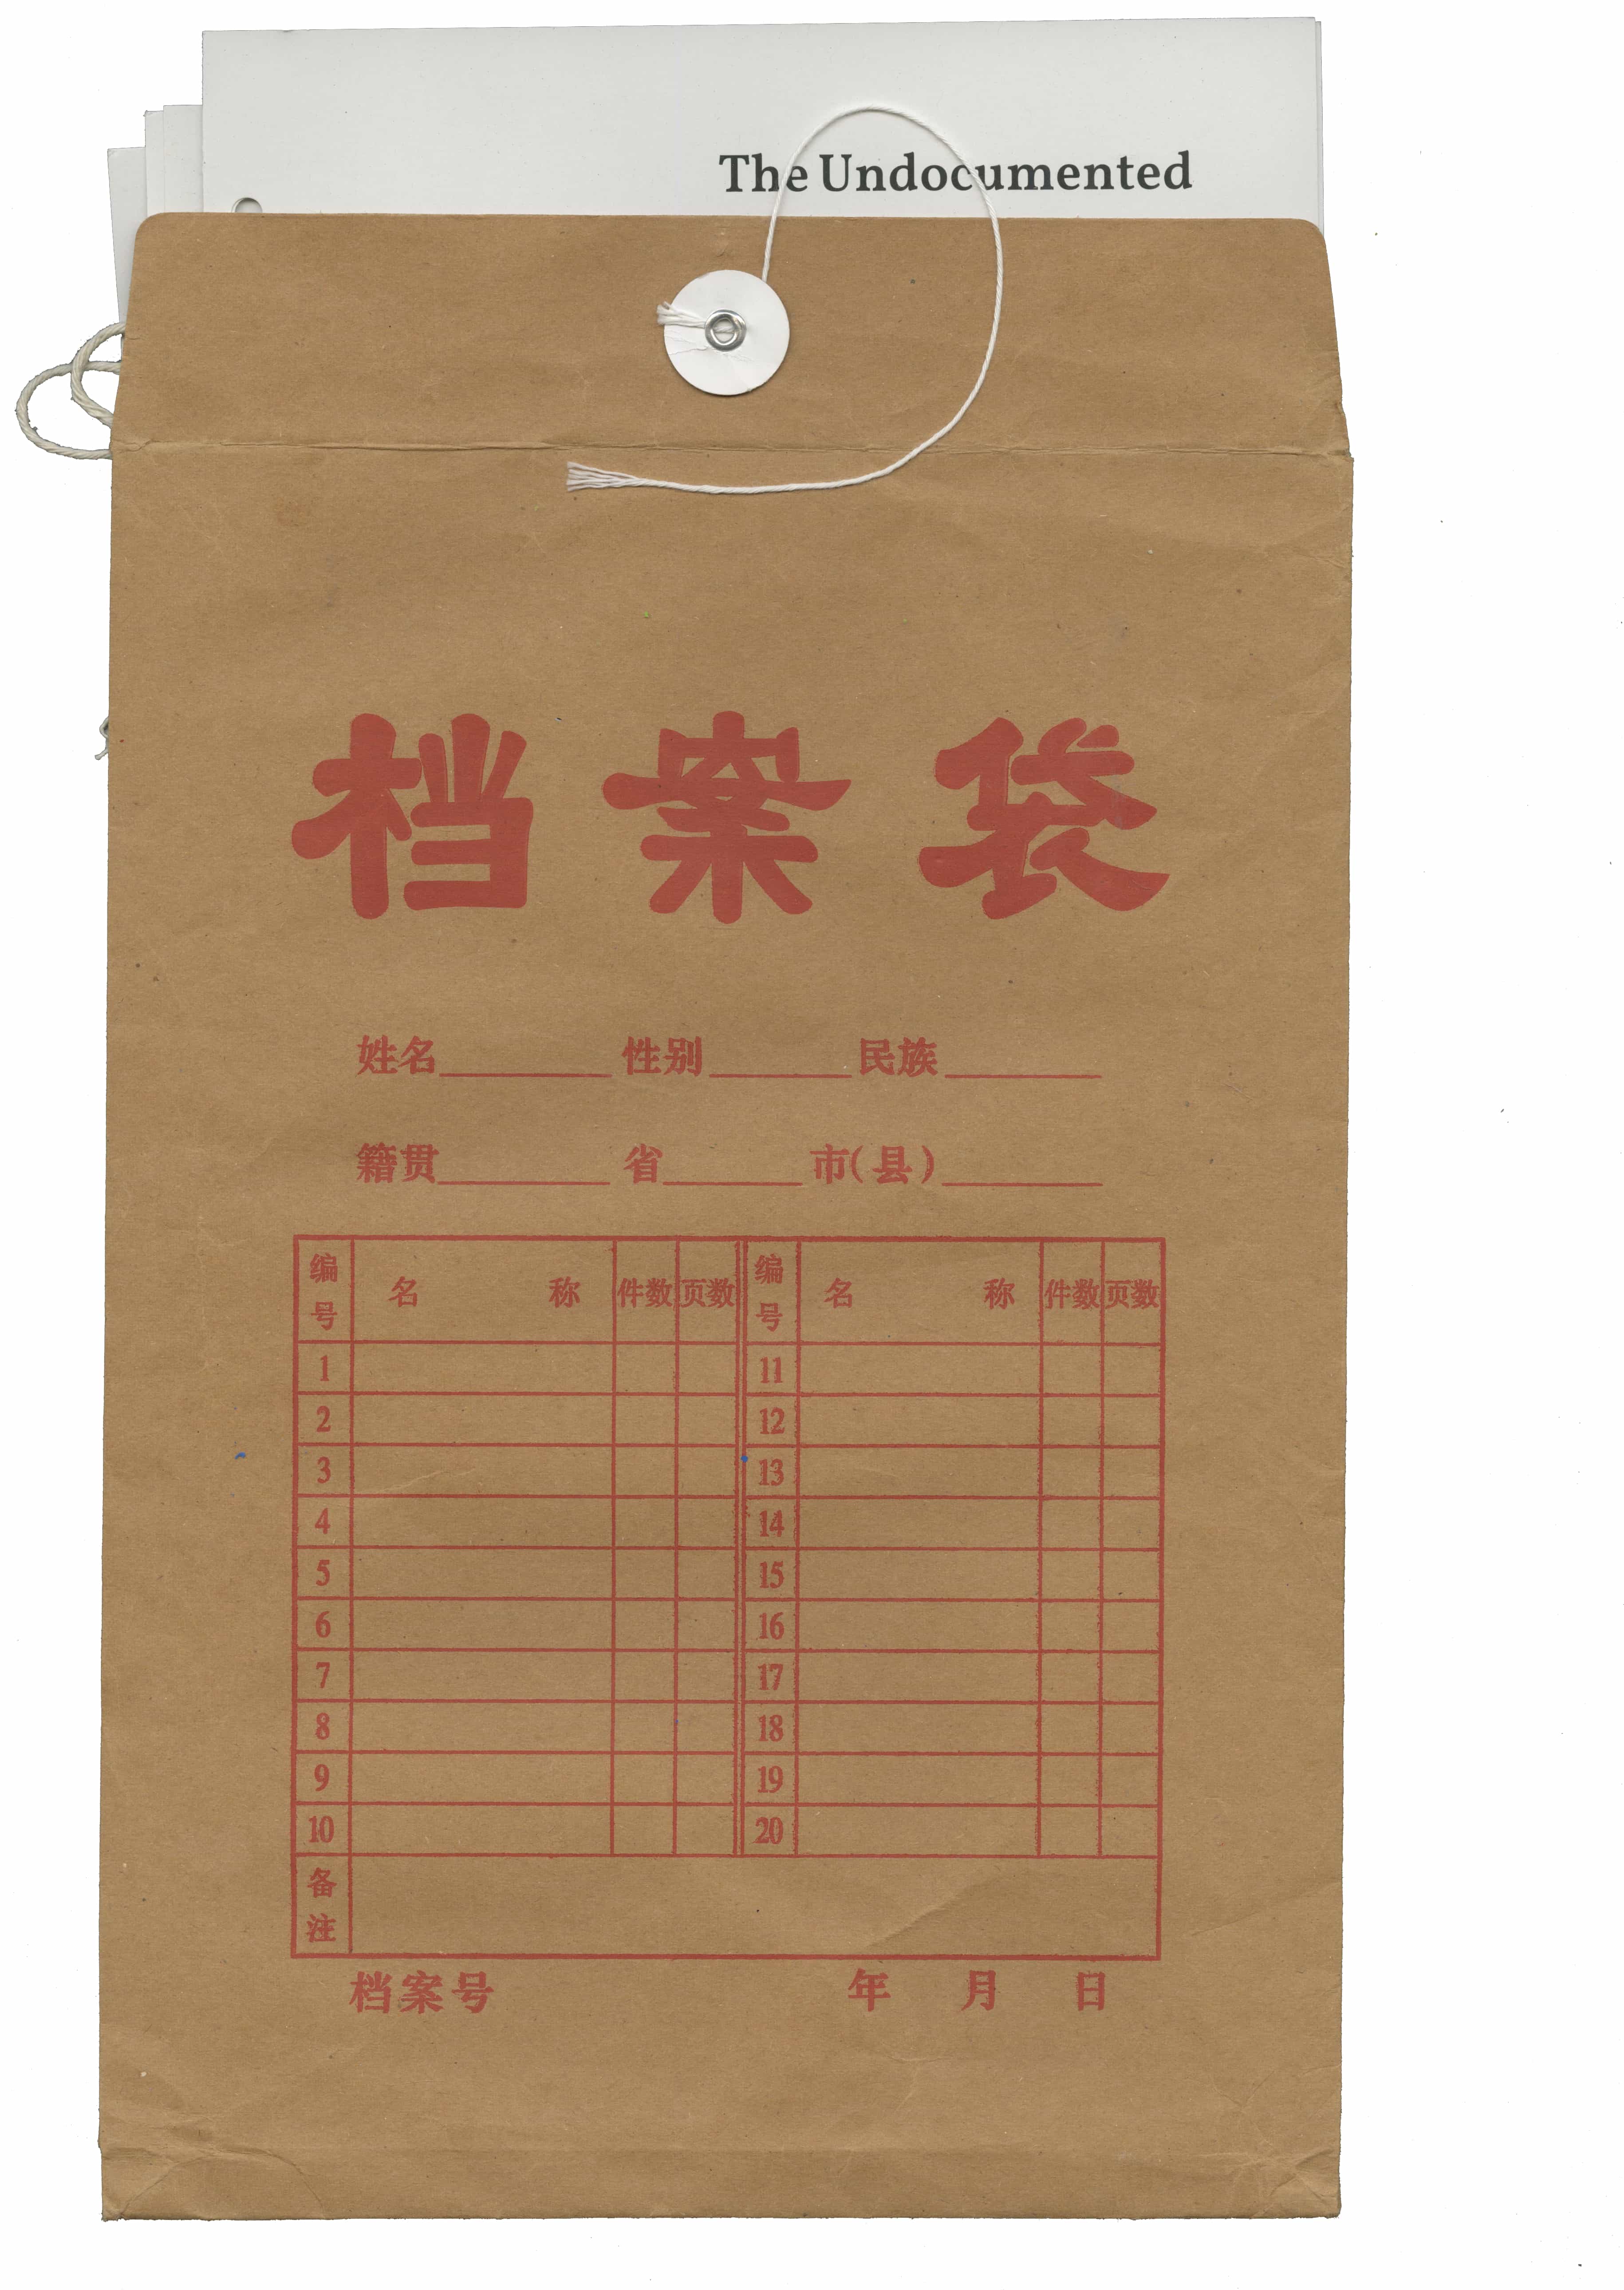 The Undocumented
档案袋
姓名 性别 民族
籍贯 省 市(县)
编号 名称 件数 页数 编号 名称 件数 页数
1 11
2 12
3 13
4 14
5 15
6 16
7 17
8 18
9 19
10 20
备注
档案号 年 月 日